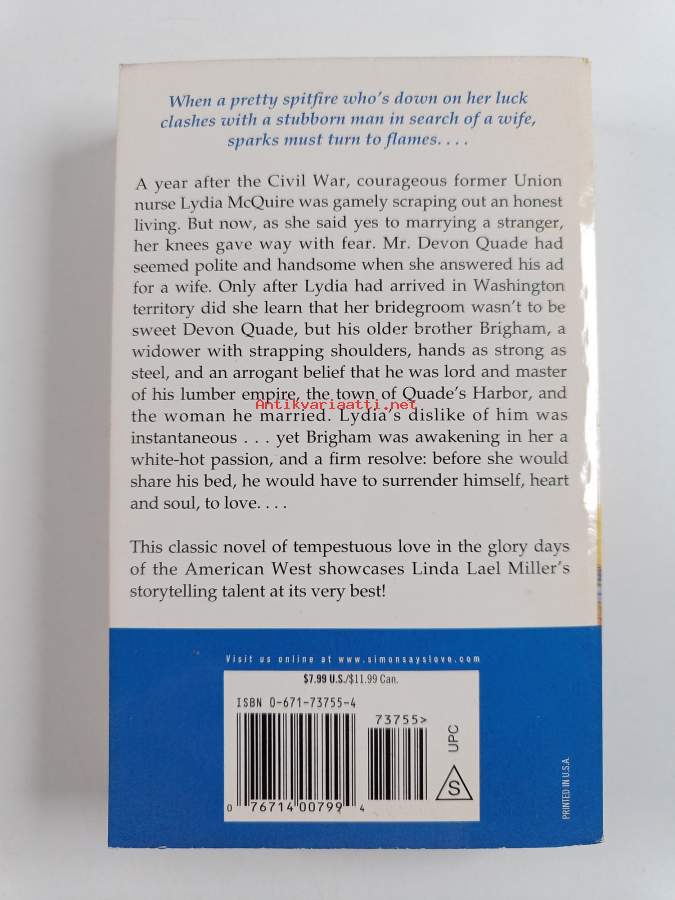 When a pretty spitfire who's down on her luck
clashes with a stubborn man in search of a wife,
sparks must turn to flames. . . .
A year after the Civil War, courageous former Union
nurse Lydia McQuire was gamely scraping out an honest
living. But now, as she said yes to marrying a stranger,
her knees gave way with fear. Mr. Devon Quade had
seemed polite and handsome when she answered his ad
for a wife. Only after Lydia had arrived in Washington
territory did she learn that her bridegroom wasn't to be
sweet Devon Quade, but his older brother Brigham, a
widower with strapping shoulders, hands as strong as
steel, and an arrogant belief that he was lord and master
of his lumber empire, the town of Quade's Harbor, and
Antikvariaatti.net
the woman he married. Lydia's dislike of him was
instantaneous . . . yet Brigham was awakening in her a
white-hot passion, and a firm resolve: before she would
share his bed, he would have to surrender himself, heart
and soul, to love. . . .
This classic novel of tempestuous love in the glory days
of the American West showcases Linda Lael Miller's
storytelling talent at its very best!
Visit us online at www.simonsayslove.com
$7.99 U.S./$11.99 Can.
ISBN 0-671-73755-4
73755>
UPC
S
0 76714 00799 4
PRINTED IN U.S.A.